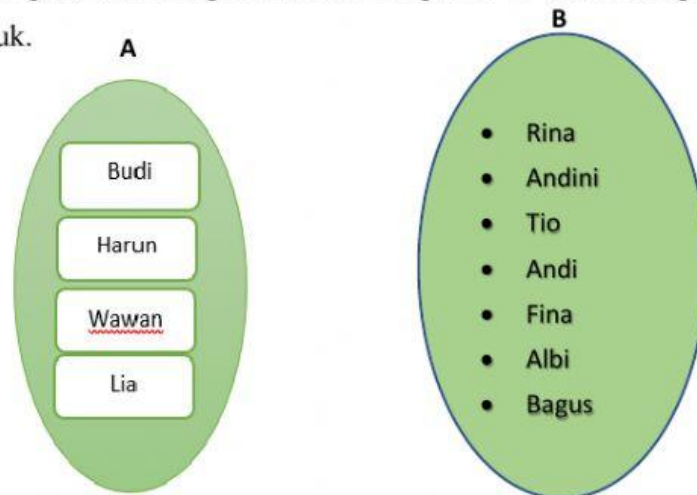 uk.
A
Budi
Harun
Wawan
Lia
B
• Rina
• Andini
• Tio
• Andi
• Fina
• Albi
• Bagus